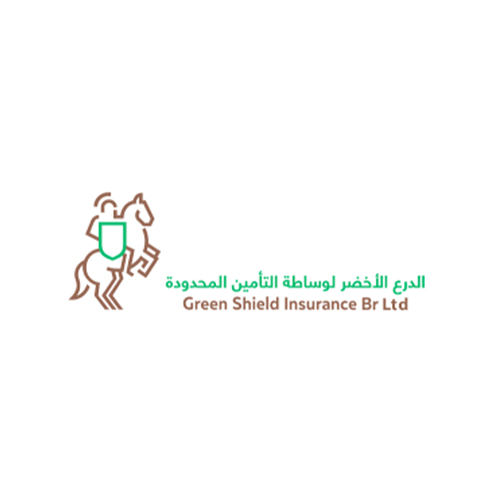 الدرع الأخضر لوساطة التأمين المحدودة
Green Shield Insurance Br Ltd